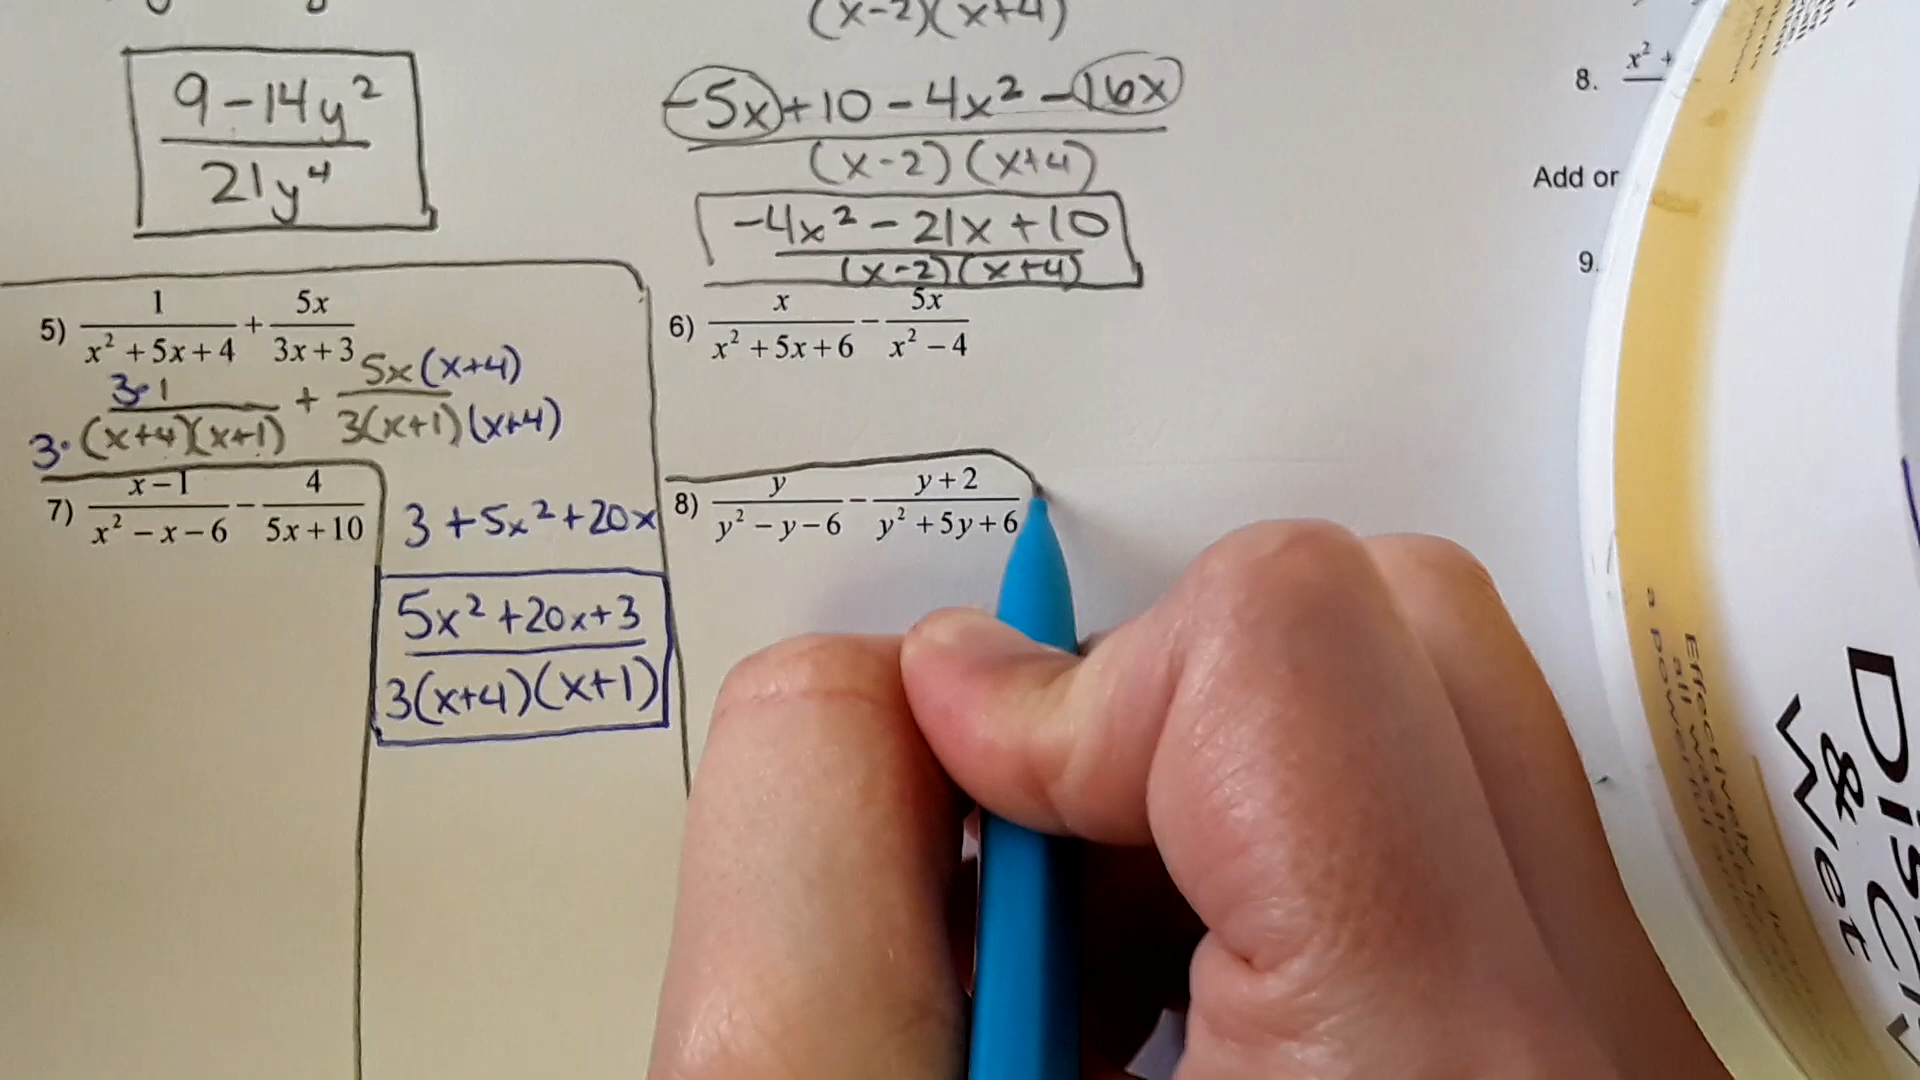 (x-2)(x+4)
9-14y²
21y⁴
-5x+10-4x²-16x
(x-2)(x+4)
-4x²-21x+10
(x-2)(x+4)
5) 1/(x²+5x+4) + 5x/(3x+3)
3·1 + 5x(x+4)
3·(x+4)(x+1) 3(x+1)(x+4)
3+5x²+20x
5x²+20x+3
3(x+4)(x+1)
6) x/(x²+5x+6) - 5x/(x²-4)
7) (x-1)/(x²-x-6) - 4/(5x+10)
8) y/(y²-y-6) - (y+2)/(y²+5y+6)
8. x² +
Add or
9.
&
Wet